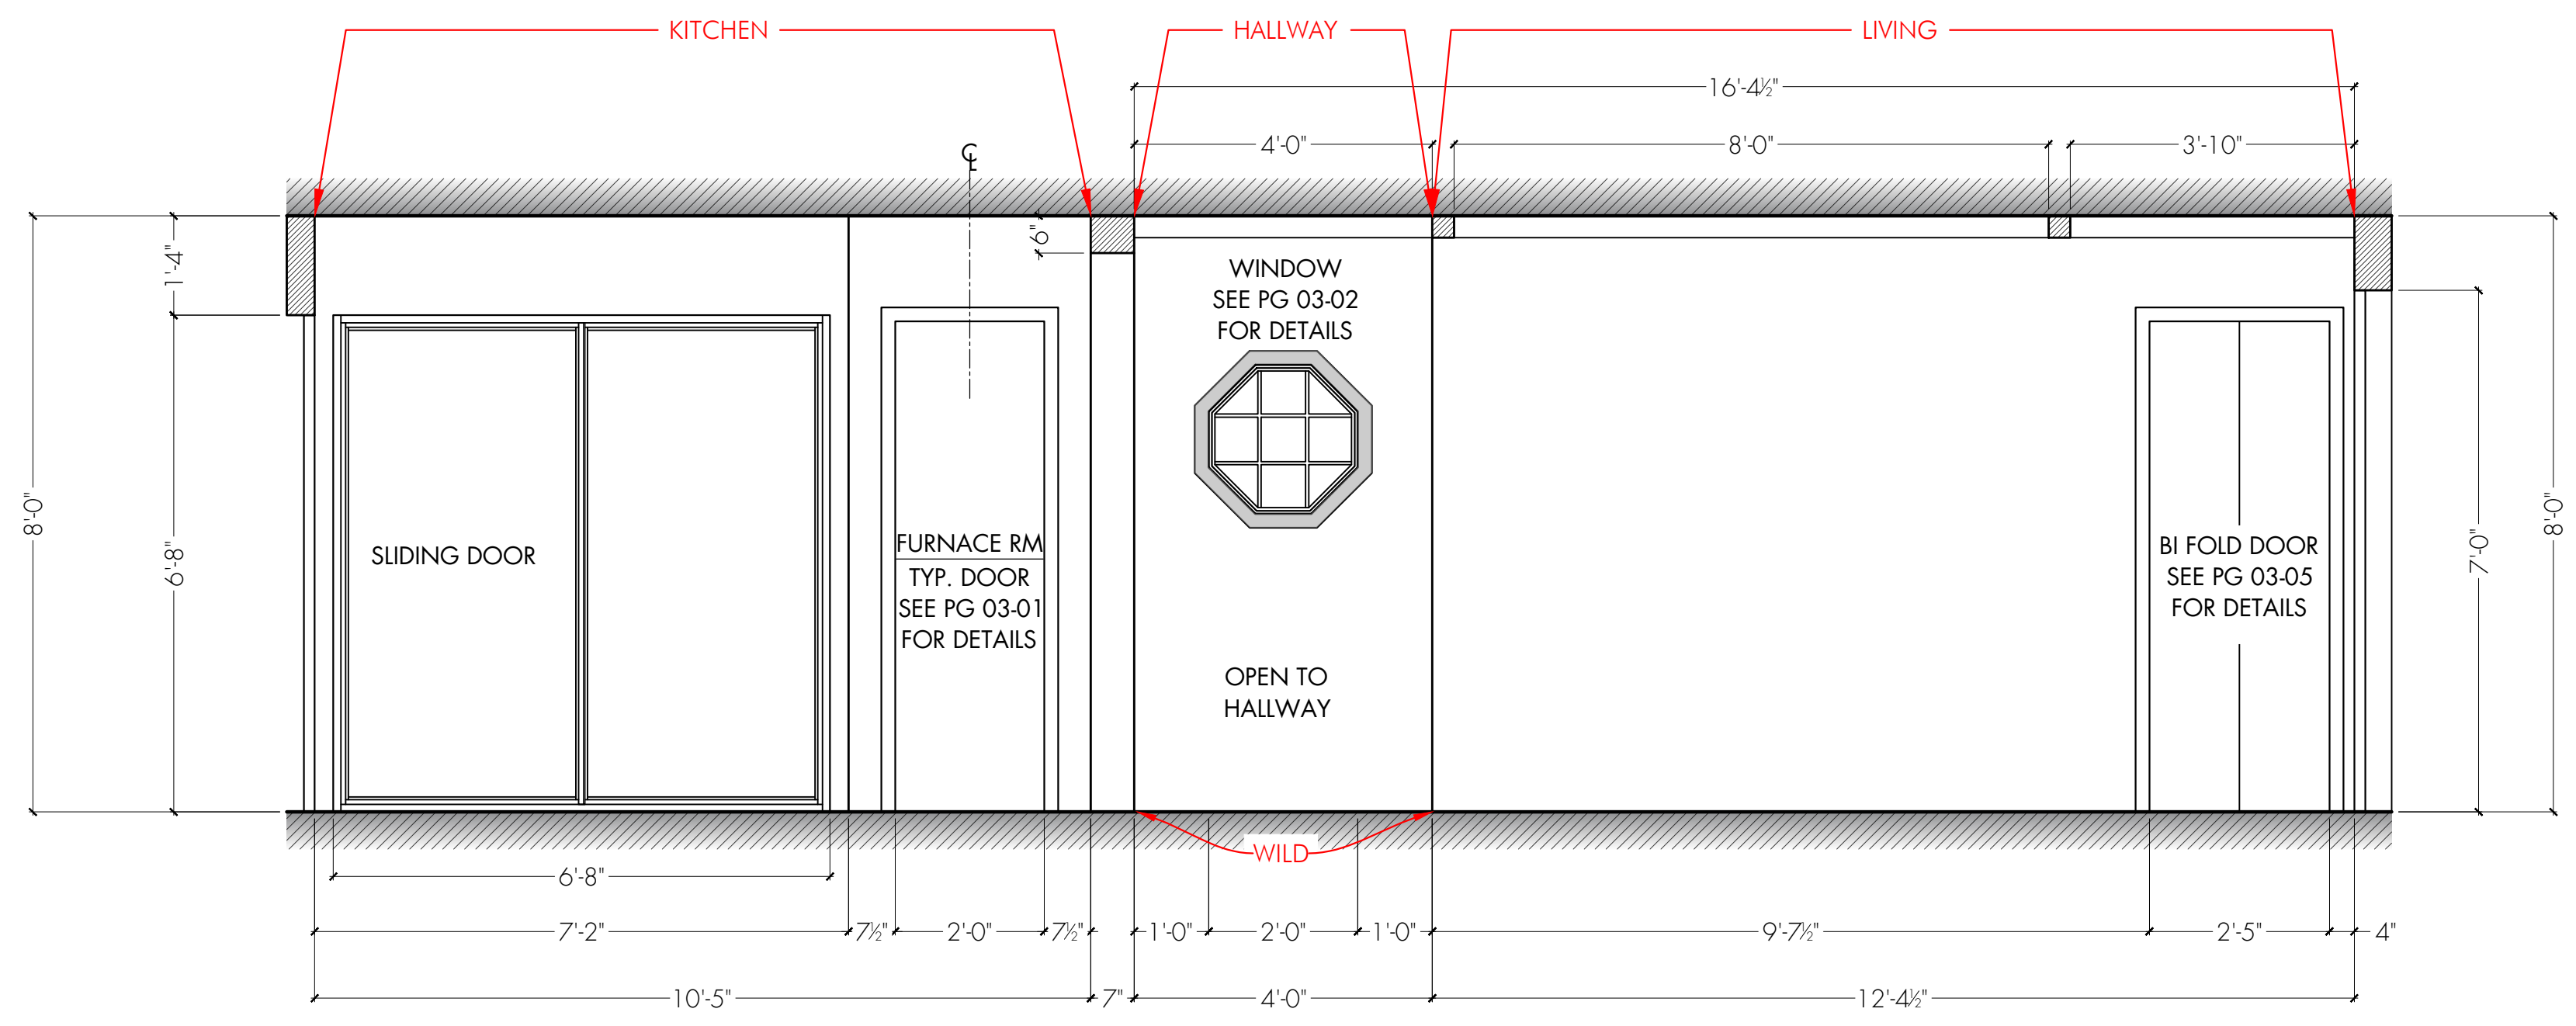 KITCHEN
HALLWAY
LIVING
16'-4½"
4'-0"
8'-0"
3'-10"
℄
6"
1'-4"
8'-0"
6'-8"
7'-0"
8'-0"
WINDOW
SEE PG 03-02
FOR DETAILS
SLIDING DOOR
FURNACE RM
TYP. DOOR
SEE PG 03-01
FOR DETAILS
BI FOLD DOOR
SEE PG 03-05
FOR DETAILS
OPEN TO
HALLWAY
WILD
6'-8"
7'-2"
7½"
2'-0"
7½"
1'-0"
2'-0"
1'-0"
9'-7½"
2'-5"
4"
10'-5"
7"
4'-0"
12'-4½"